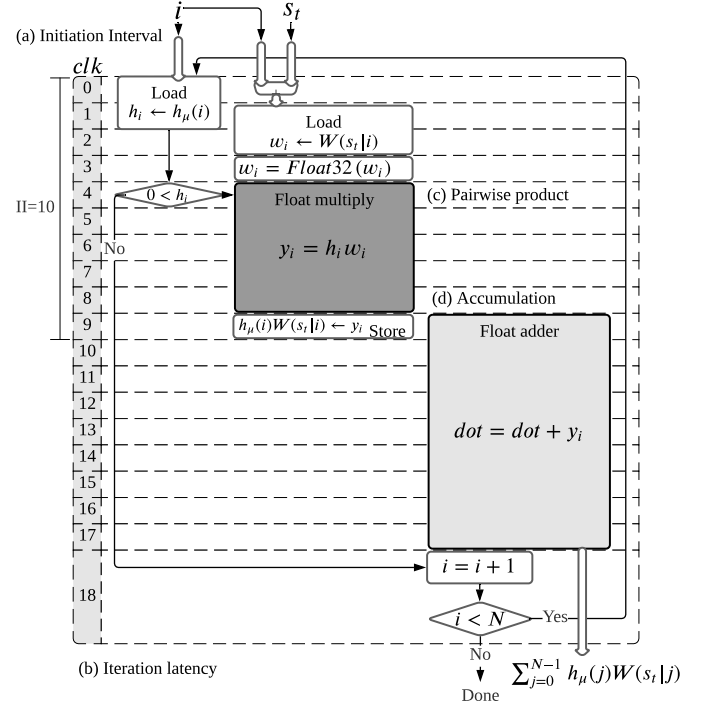 i
s_t
(a) Initiation Interval
clk
0
Load
h_i ← h_μ(i)
1
Load
2
w_i ← W(s_t|i)
3
w_i = Float32(w_i)
4
0 < h_i
Float multiply
(c) Pairwise product
II=10
5
6
No
y_i = h_i w_i
7
8
(d) Accumulation
9
h_μ(i)W(s_t|i) ← y_i Store
Float adder
10
11
12
13
dot = dot + y_i
14
15
16
17
i = i + 1
18
i < N
Yes
No
(b) Iteration latency
∑_{j=0}^{N−1} h_μ(j)W(s_t|j)
Done